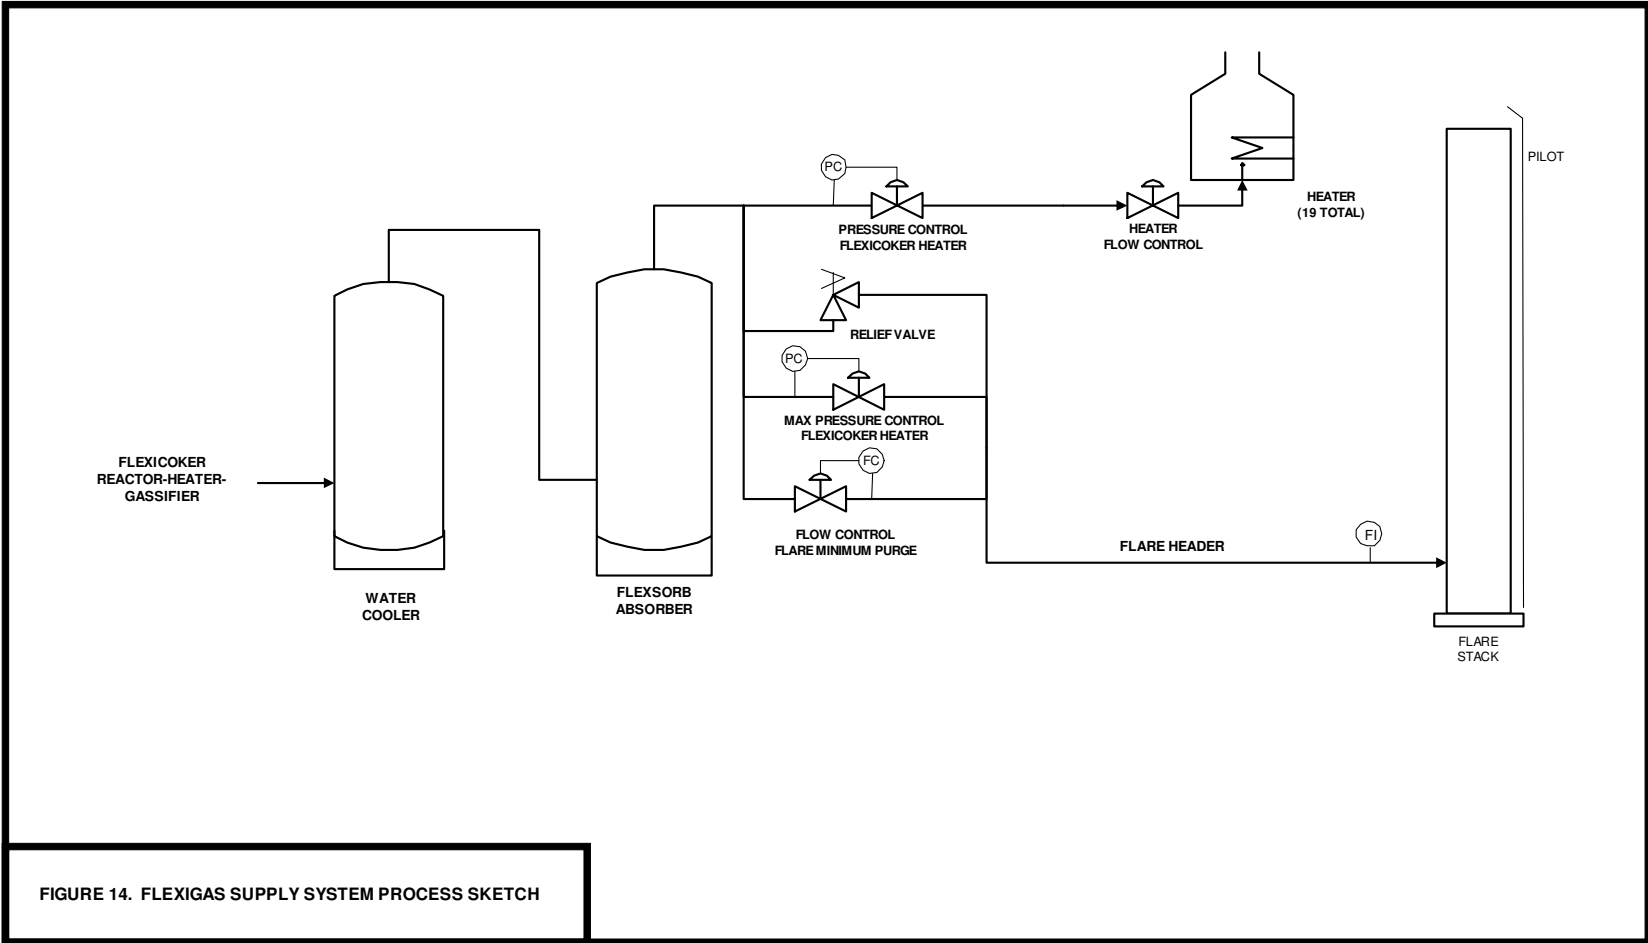 PILOT
PC
HEATER
(19 TOTAL)
PRESSURE CONTROL
FLEXICOKER HEATER
HEATER
FLOW CONTROL
RELIEF VALVE
PC
MAX PRESSURE CONTROL
FLEXICOKER HEATER
FC
FLEXICOKER
REACTOR-HEATER-
GASSIFIER
FLOW CONTROL
FLARE MINIMUM PURGE
FLARE HEADER
FI
WATER
COOLER
FLEXSORB
ABSORBER
FLARE
STACK
FIGURE 14. FLEXIGAS SUPPLY SYSTEM PROCESS SKETCH